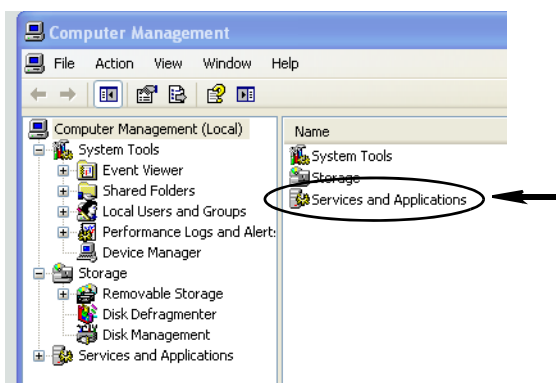 Computer Management
File Action View Window Help
Computer Management (Local)
System Tools
Event Viewer
Shared Folders
Local Users and Groups
Performance Logs and Alert:
Device Manager
Storage
Removable Storage
Disk Defragmenter
Disk Management
Services and Applications
Name
System Tools
Storage
Services and Applications